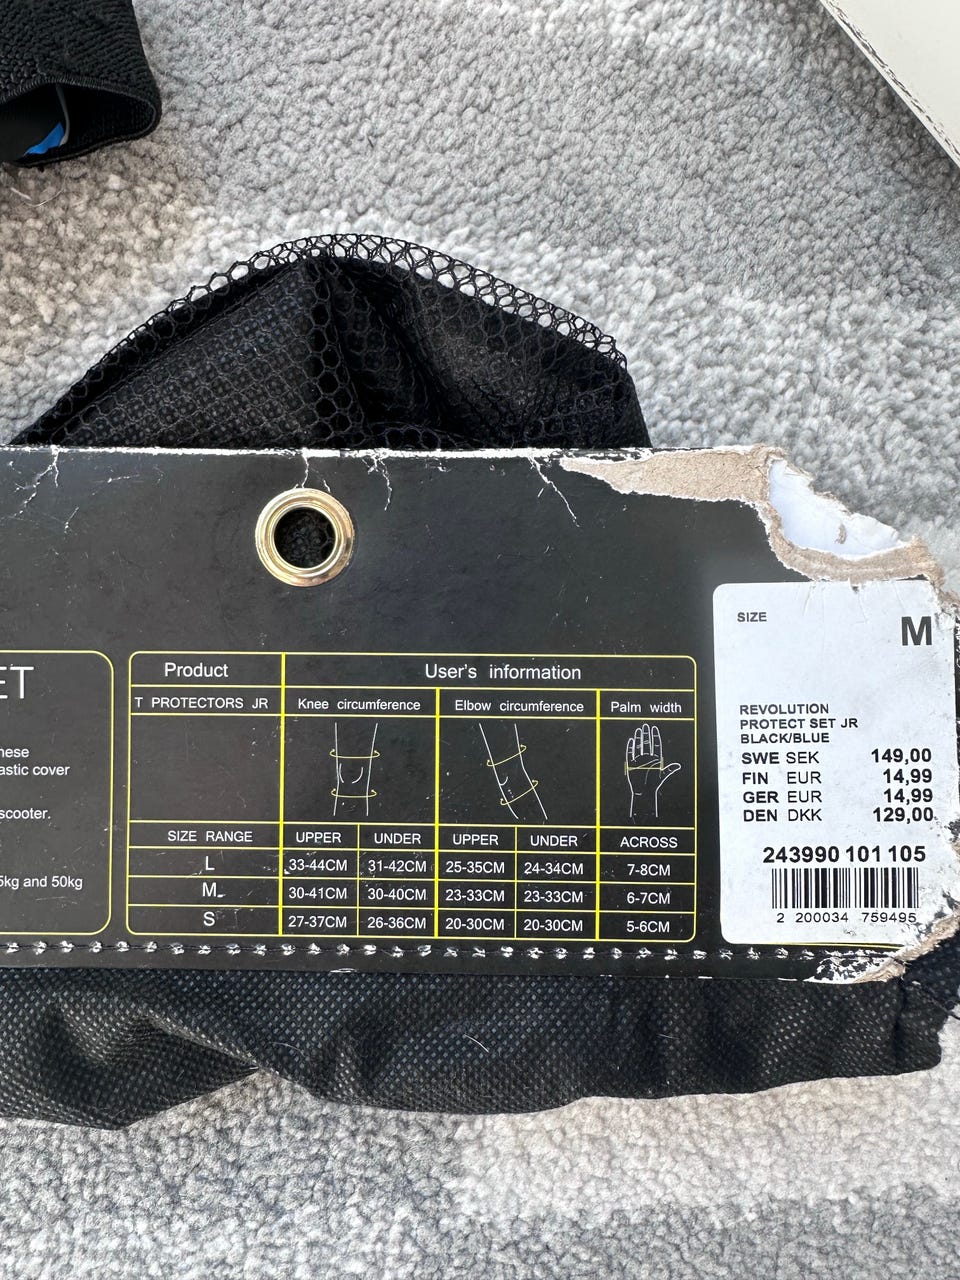 ET
astic cover
scooter.
5kg and 50kg
Product User's information
T PROTECTORS JR Knee circumference Elbow circumference Palm width
SIZE RANGE UPPER UNDER UPPER UNDER ACROSS
L 33-44CM 31-42CM 25-35CM 24-34CM 7-8CM
M 30-41CM 30-40CM 23-33CM 23-33CM 6-7CM
S 27-37CM 26-36CM 20-30CM 20-30CM 5-6CM
SIZE
M
REVOLUTION
PROTECT SET JR
BLACK/BLUE
SWE SEK 149,00
FIN EUR 14,99
GER EUR 14,99
DEN DKK 129,00
243990 101 105
2 200034 759495